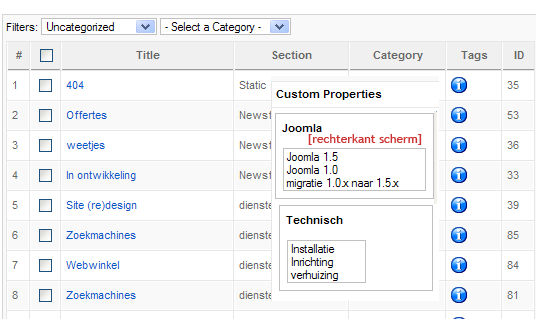 Filters: Uncategorized - Select a Category -
# Title Section Category Tags ID
1 404 Static 35
2 Offertes Newsf 53
3 weetjes Newsf 36
4 In ontwikkeling Newsf 33
5 Site (re)design dienste 39
6 Zoekmachines dienste 85
7 Webwinkel dienste 84
8 Zoekmachines dienste 81
Custom Properties
Joomla
[rechterkant scherm]
Joomla 1.5
Joomla 1.0
migratie 1.0.x naar 1.5.x
Technisch
Installatie
Inrichting
verhuizing